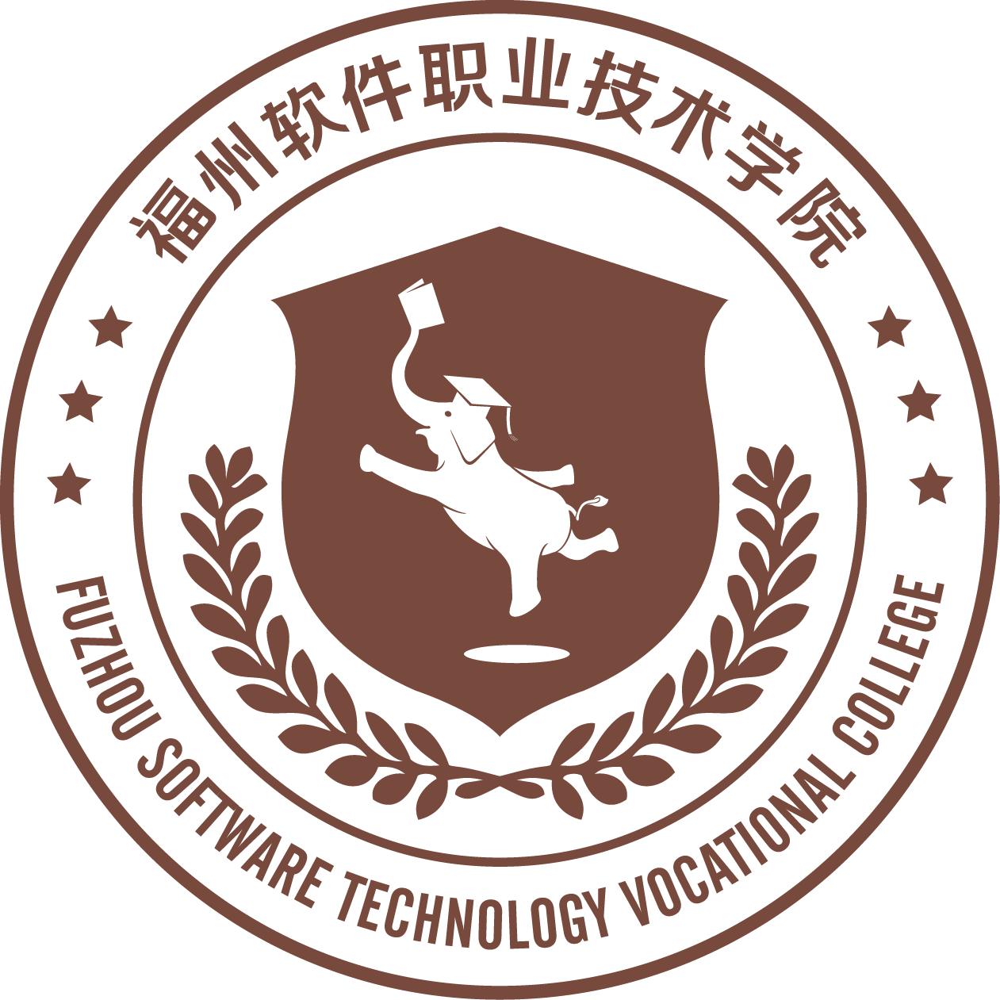 福州软件职业技术学院
FUZHOU SOFTWARE TECHNOLOGY VOCATIONAL COLLEGE